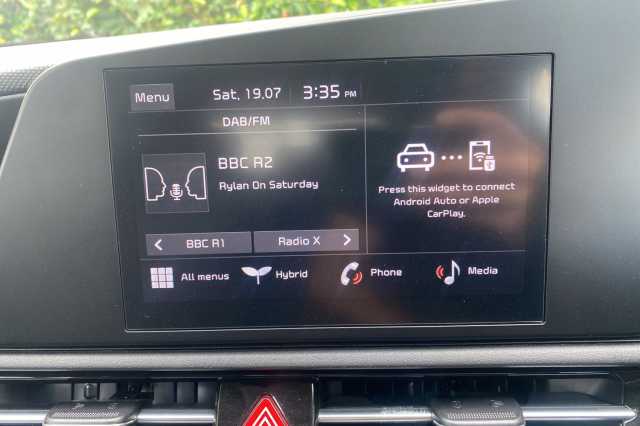 Menu
Sat, 19.07
3:35 PM
DAB/FM
BBC R2
Rylan On Saturday
BBC R1
Radio X
Press this widget to connect
Android Auto or Apple
CarPlay.
All menus
Hybrid
Phone
Media